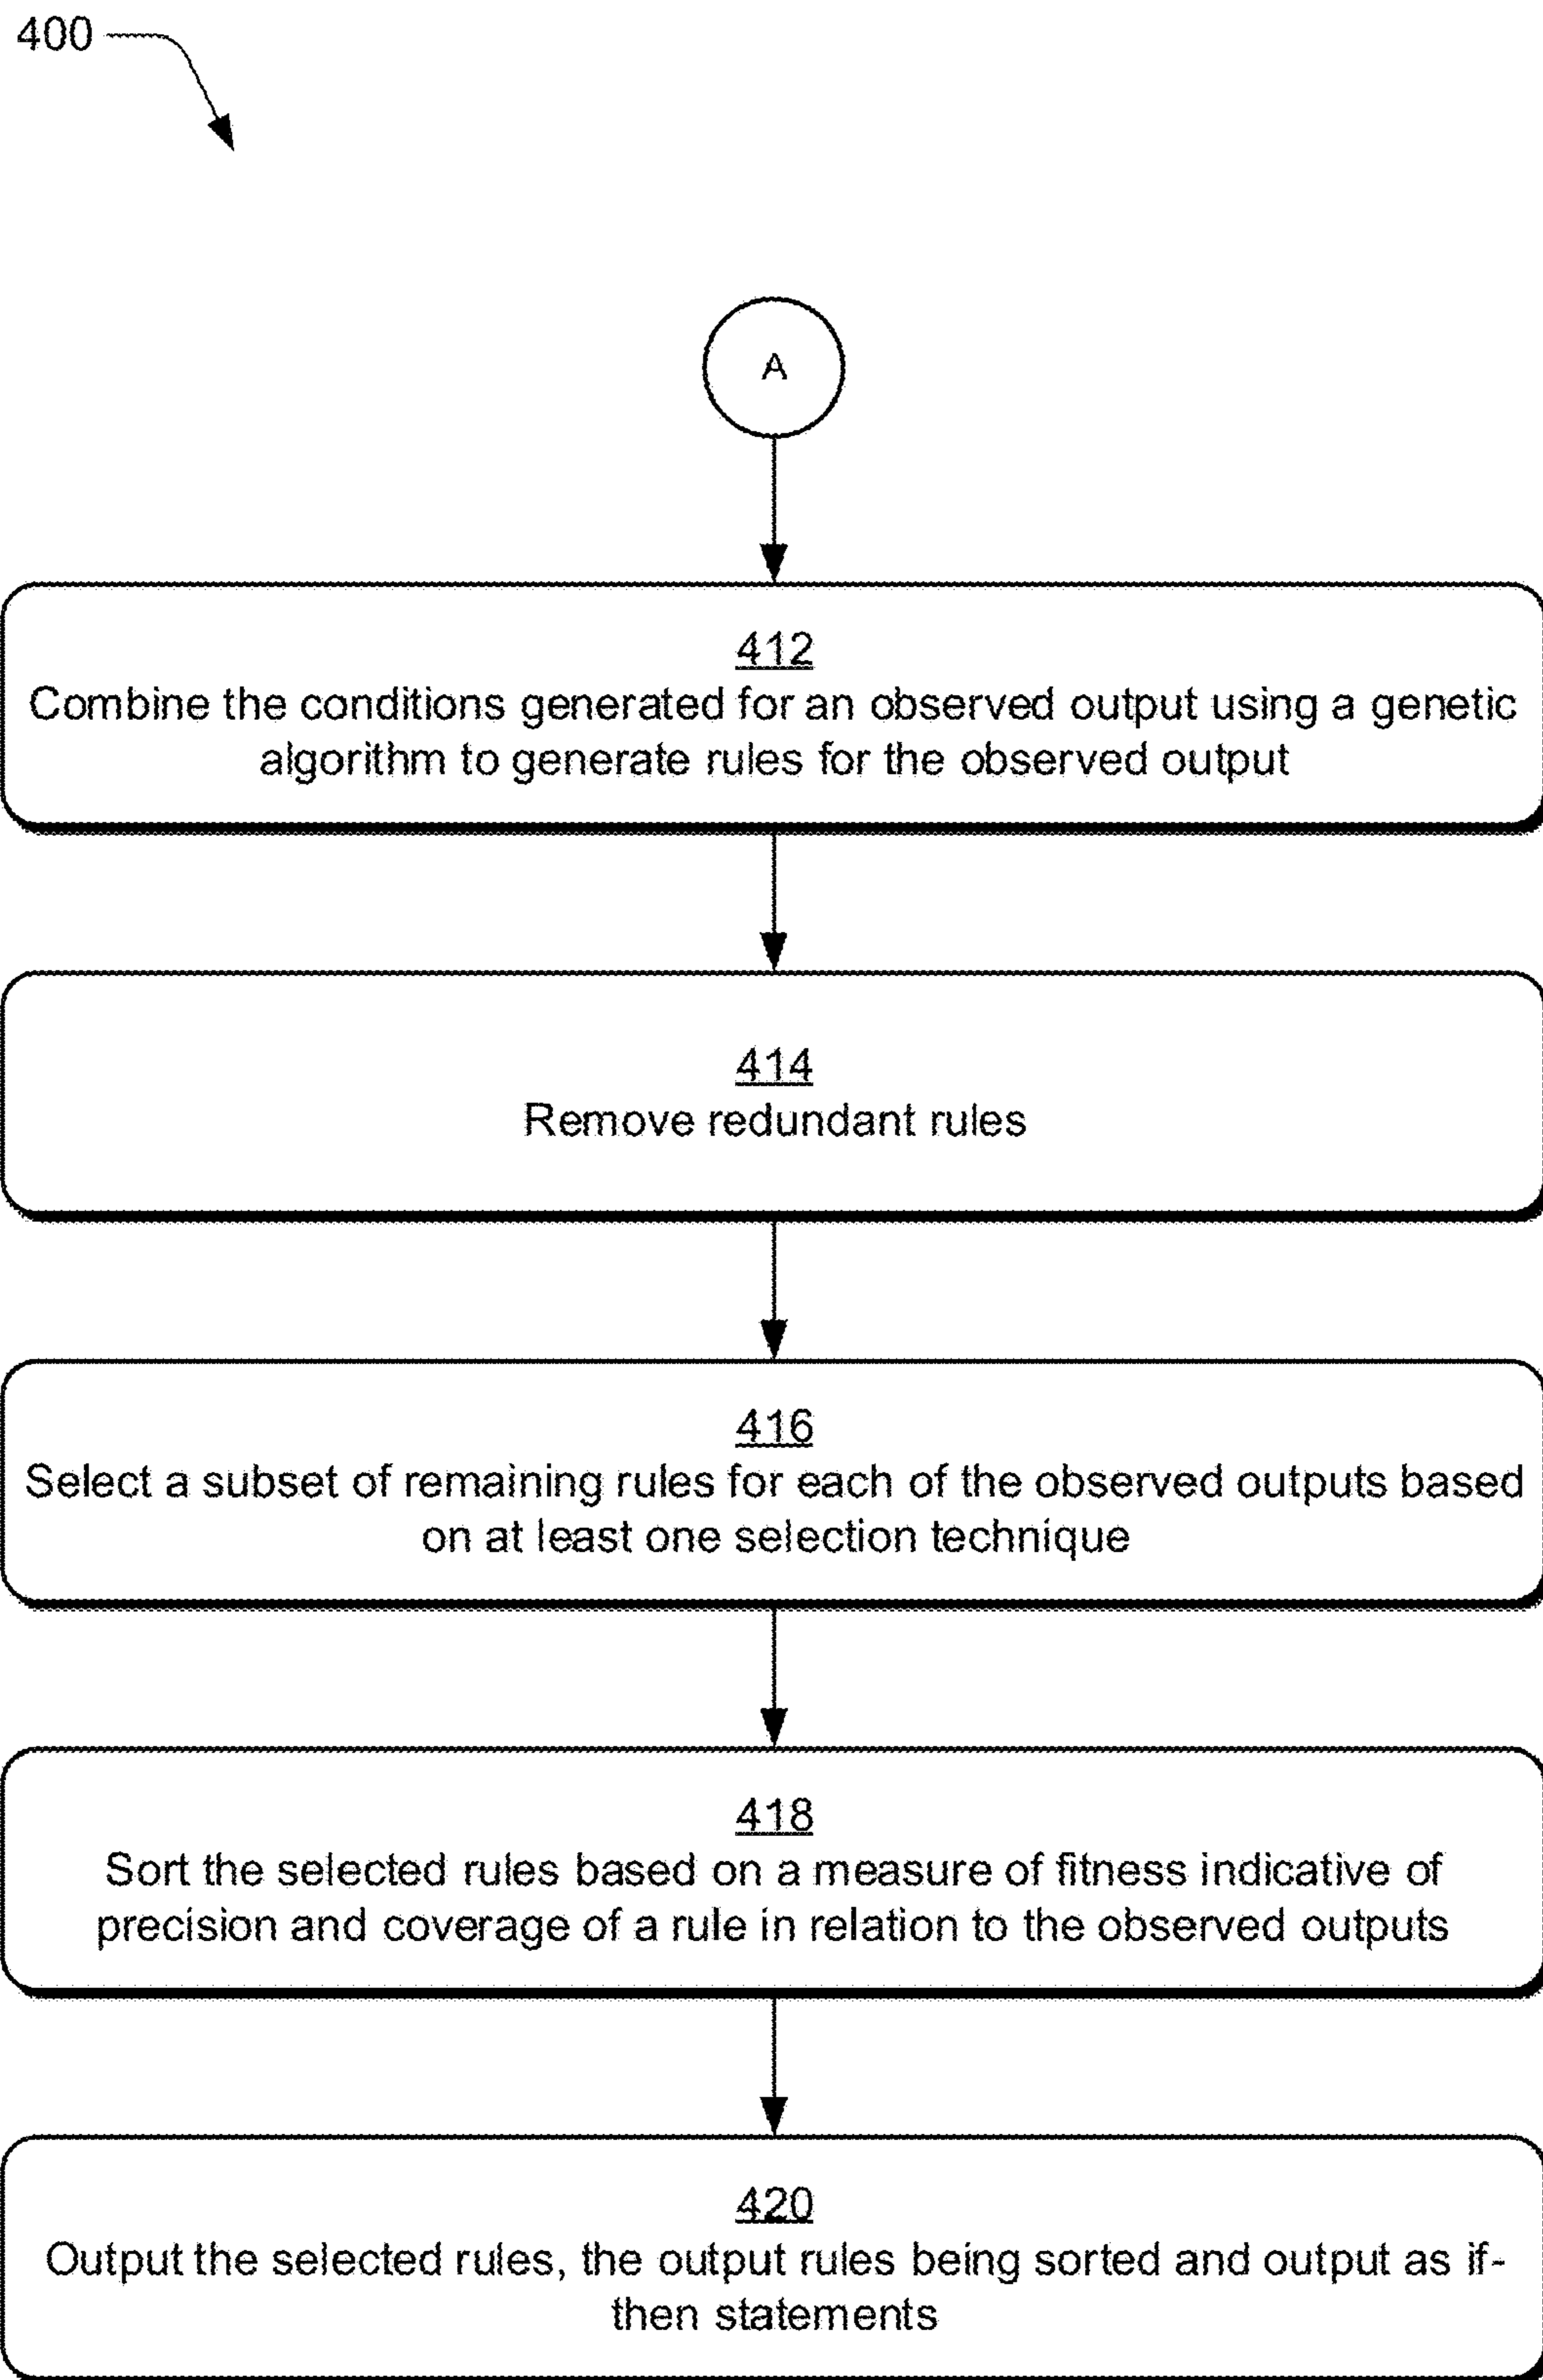 400
A
412
Combine the conditions generated for an observed output using a genetic
algorithm to generate rules for the observed output
414
Remove redundant rules
416
Select a subset of remaining rules for each of the observed outputs based
on at least one selection technique
418
Sort the selected rules based on a measure of fitness indicative of
precision and coverage of a rule in relation to the observed outputs
420
Output the selected rules, the output rules being sorted and output as if-
then statements